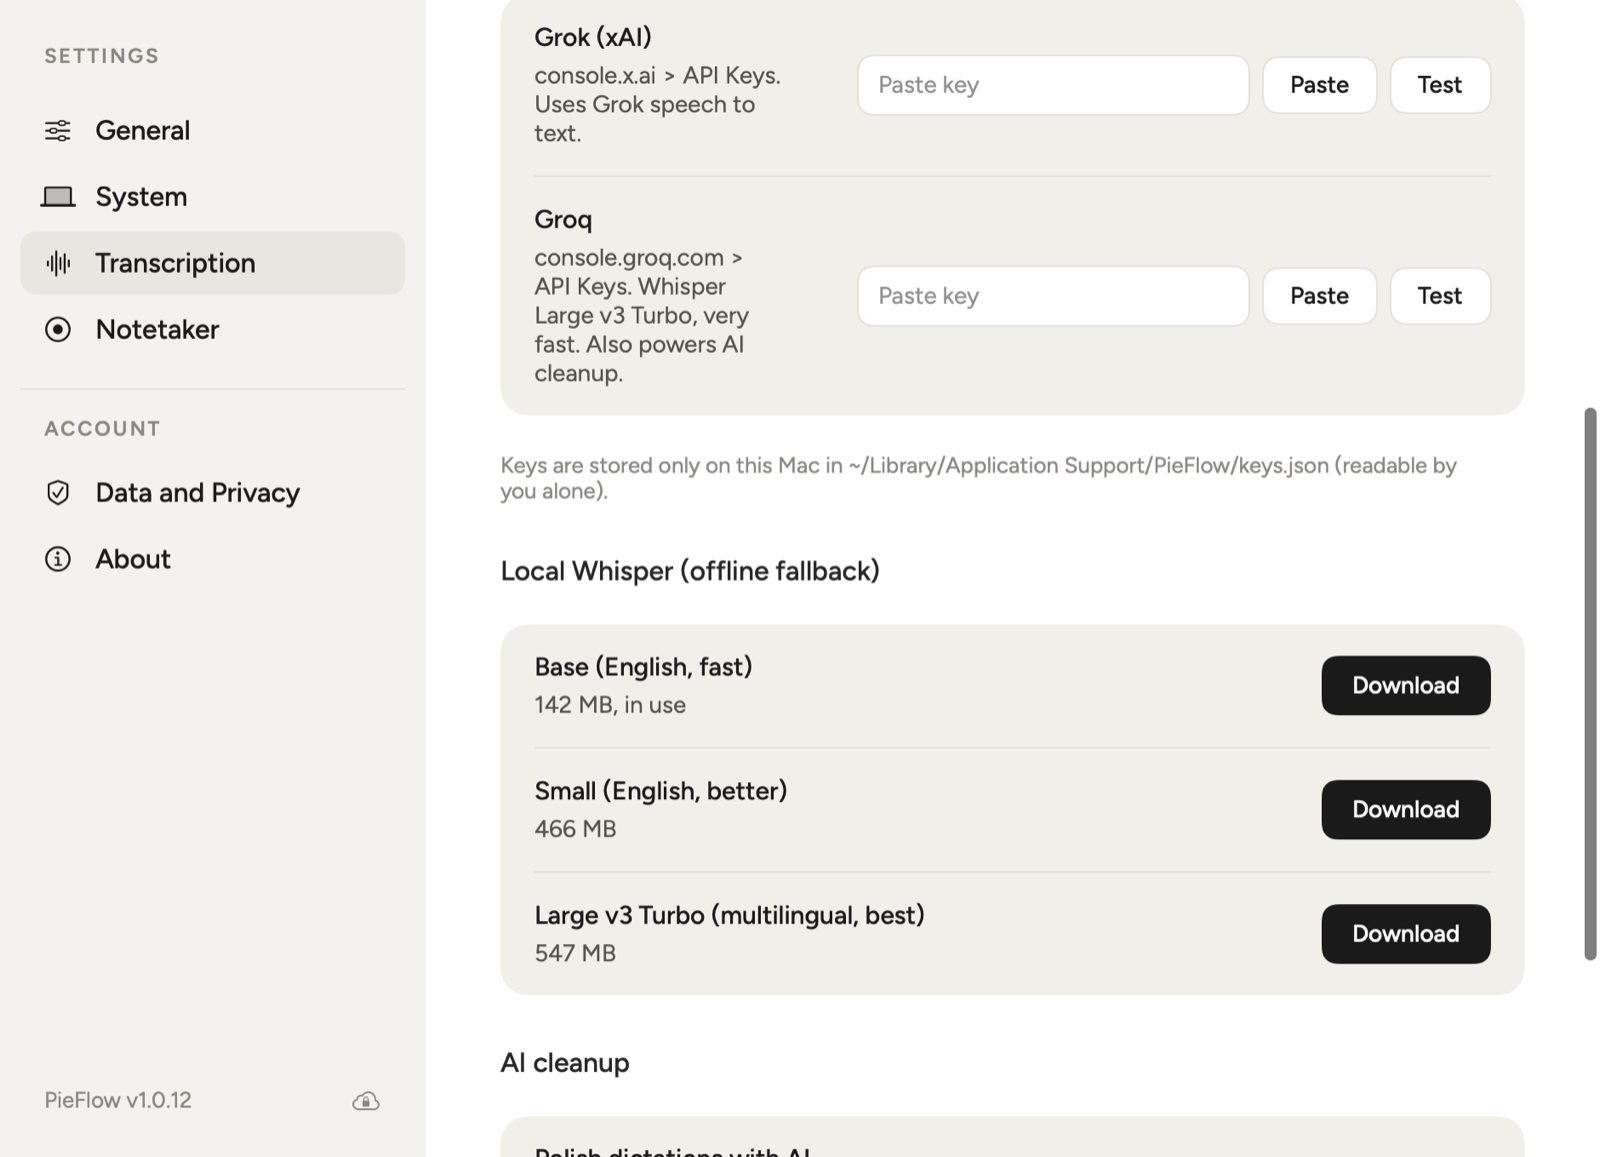 SETTINGS
General
System
Transcription
Notetaker
ACCOUNT
Data and Privacy
About
PieFlow v1.0.12
Grok (xAI)
console.x.ai > API Keys.
Uses Grok speech to
text.
Paste key
Paste
Test
Groq
console.groq.com >
API Keys. Whisper
Large v3 Turbo, very
fast. Also powers AI
cleanup.
Paste key
Paste
Test
Keys are stored only on this Mac in ~/Library/Application Support/PieFlow/keys.json (readable by
you alone).
Local Whisper (offline fallback)
Base (English, fast)
142 MB, in use
Download
Small (English, better)
466 MB
Download
Large v3 Turbo (multilingual, best)
547 MB
Download
AI cleanup
Polish dictations with AI